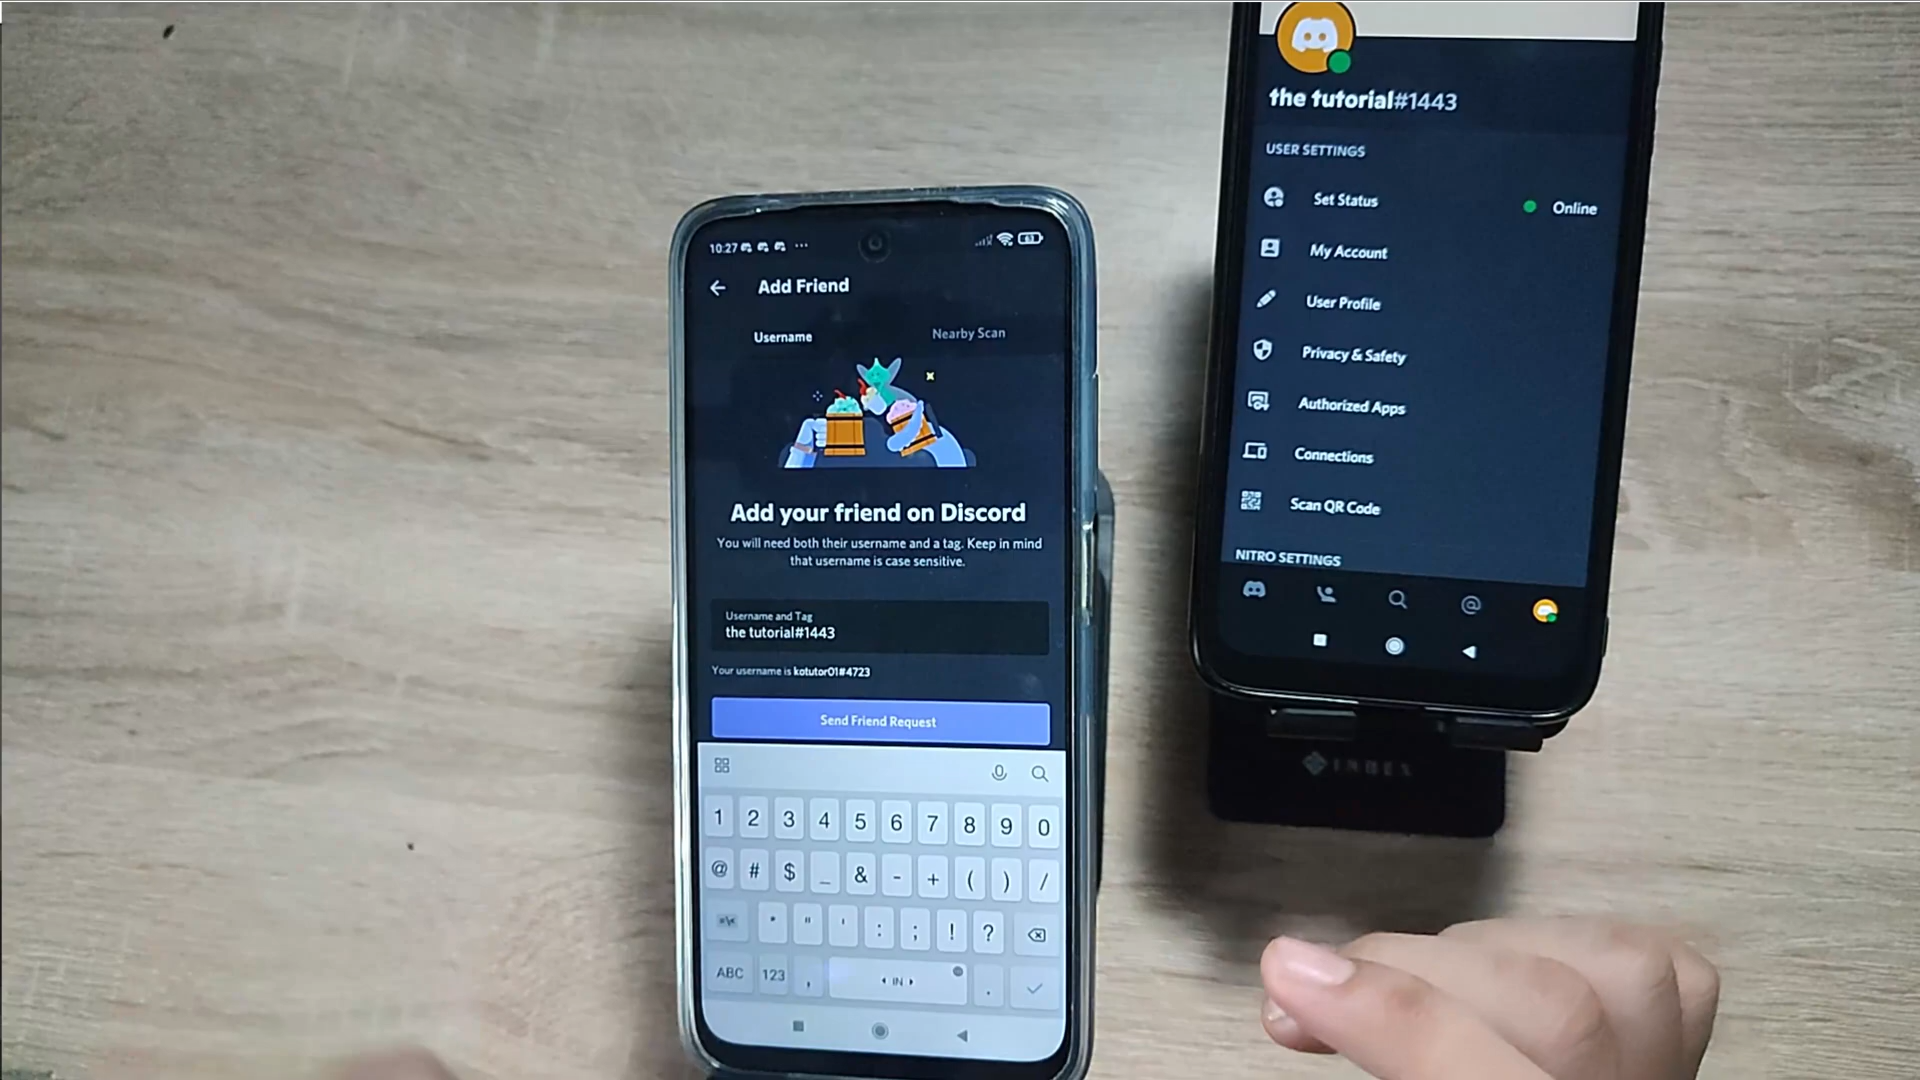 10:27
63
Add Friend
Username
Nearby Scan
Add your friend on Discord
You will need both their username and a tag. Keep in mind
that username is case sensitive.
Username and Tag
the tutorial#1443
Your username is kotutor01#4723
Send Friend Request
1 2 3 4 5 6 7 8 9 0
@ # $ _ & - + ( ) /
* " ' : ; ! ?
ABC 123 , IN .
the tutorial#1443
USER SETTINGS
Set Status
Online
My Account
User Profile
Privacy & Safety
Authorized Apps
Connections
Scan QR Code
NITRO SETTINGS